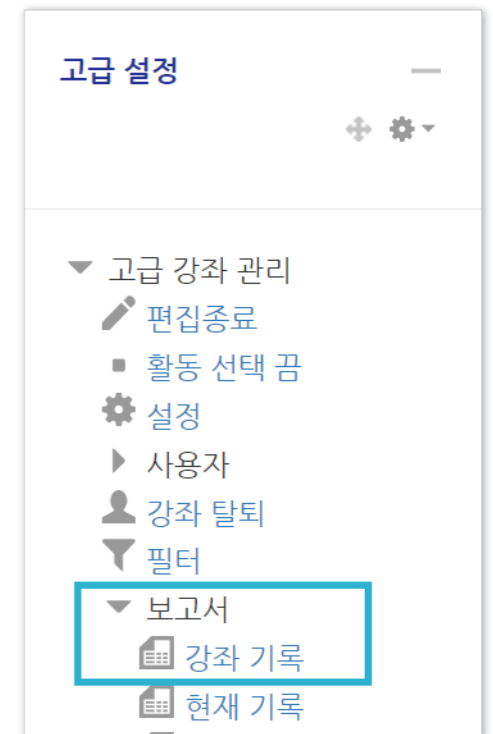 고급 설정
고급 강좌 관리
편집종료
활동 선택 끔
설정
사용자
강좌 탈퇴
필터
보고서
강좌 기록
현재 기록